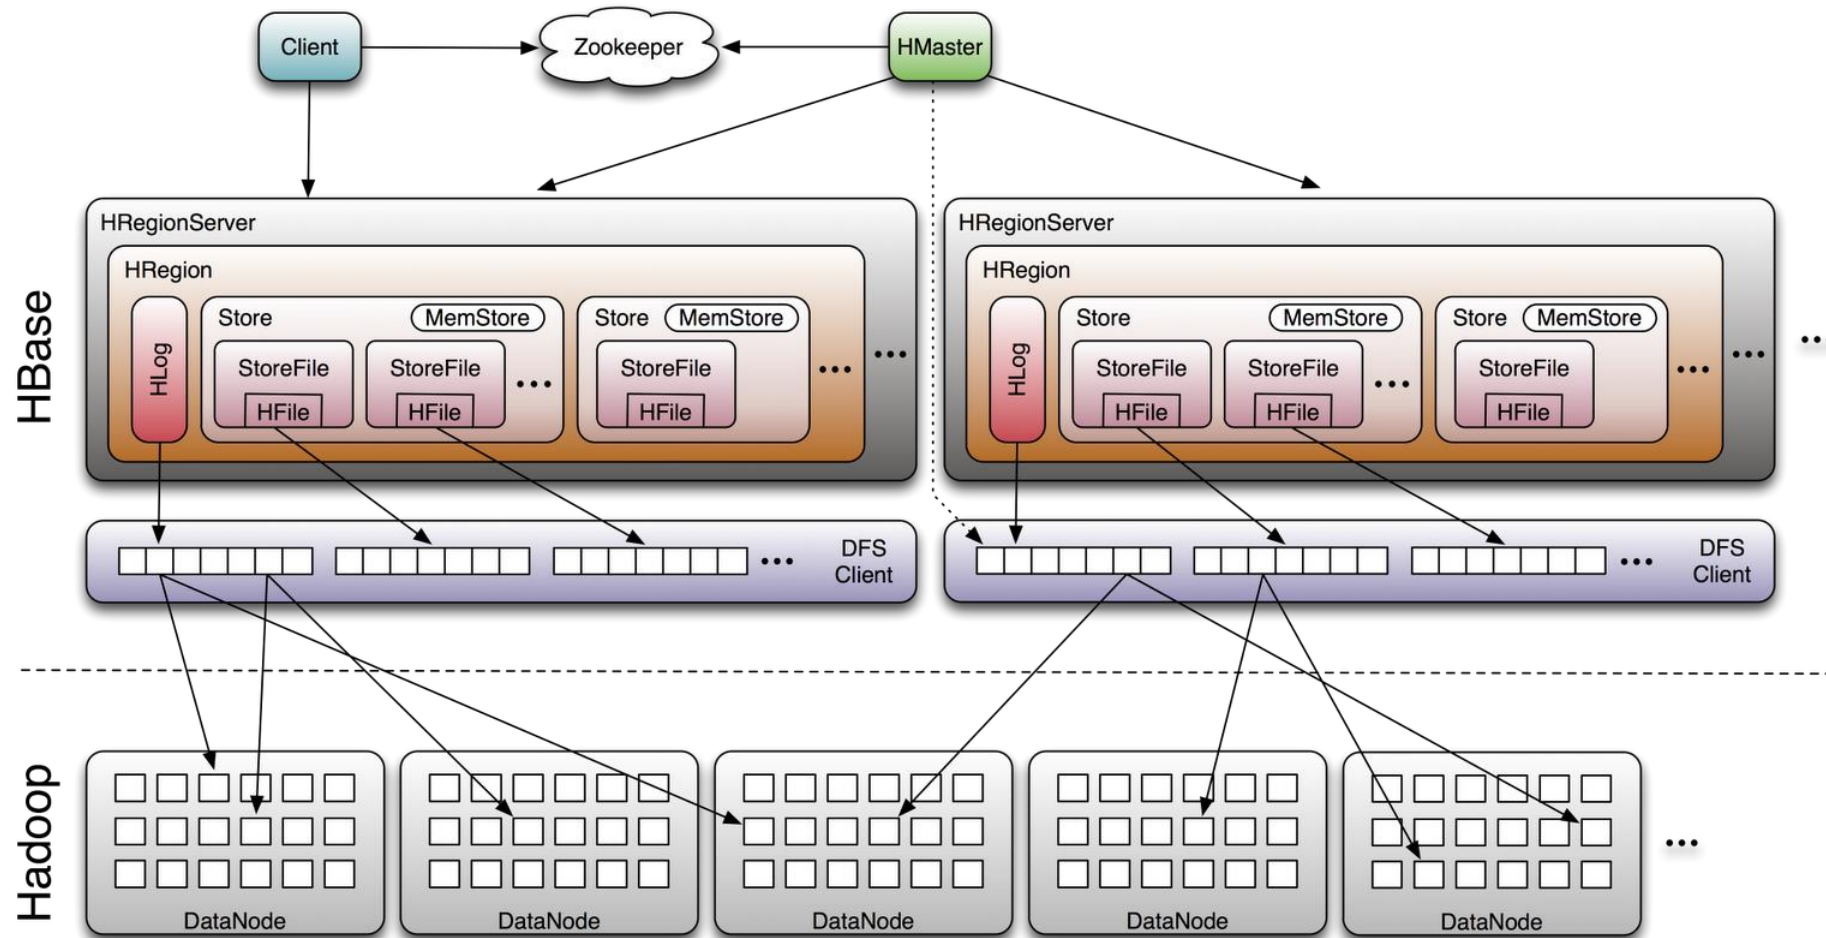 Client
Zookeeper
HMaster
HBase
HRegionServer
HRegion
HLog
Store
MemStore
StoreFile
HFile
StoreFile
HFile
...
Store
MemStore
StoreFile
HFile
...
...
HRegionServer
HRegion
HLog
Store
MemStore
StoreFile
HFile
StoreFile
HFile
...
Store
MemStore
StoreFile
HFile
...
...
...
...
DFS
Client
...
DFS
Client
Hadoop
DataNode
DataNode
DataNode
DataNode
DataNode
...